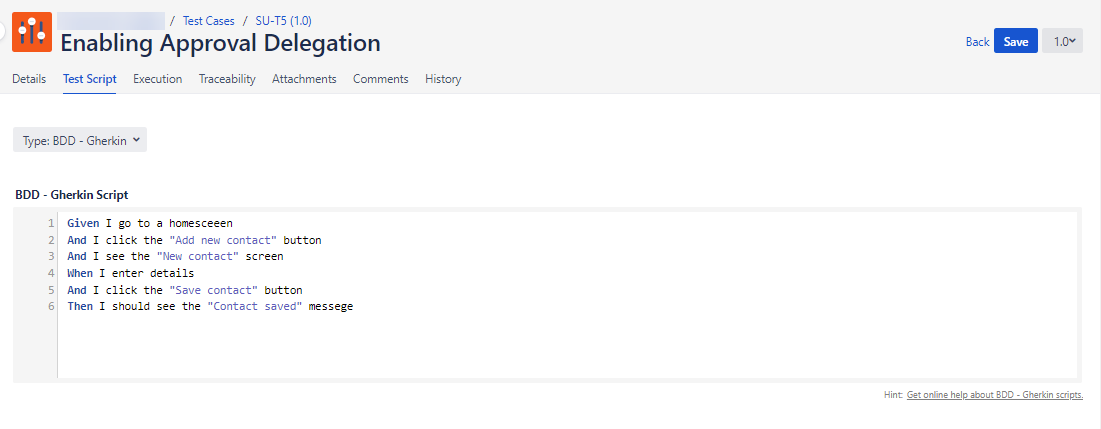 / Test Cases / SU-T5 (1.0)
Enabling Approval Delegation
Back Save 1.0
Details Test Script Execution Traceability Attachments Comments History
Type: BDD - Gherkin
BDD - Gherkin Script
1 Given I go to a homesceeen
2 And I click the "Add new contact" button
3 And I see the "New contact" screen
4 When I enter details
5 And I click the "Save contact" button
6 Then I should see the "Contact saved" messege
Hint: Get online help about BDD - Gherkin scripts.